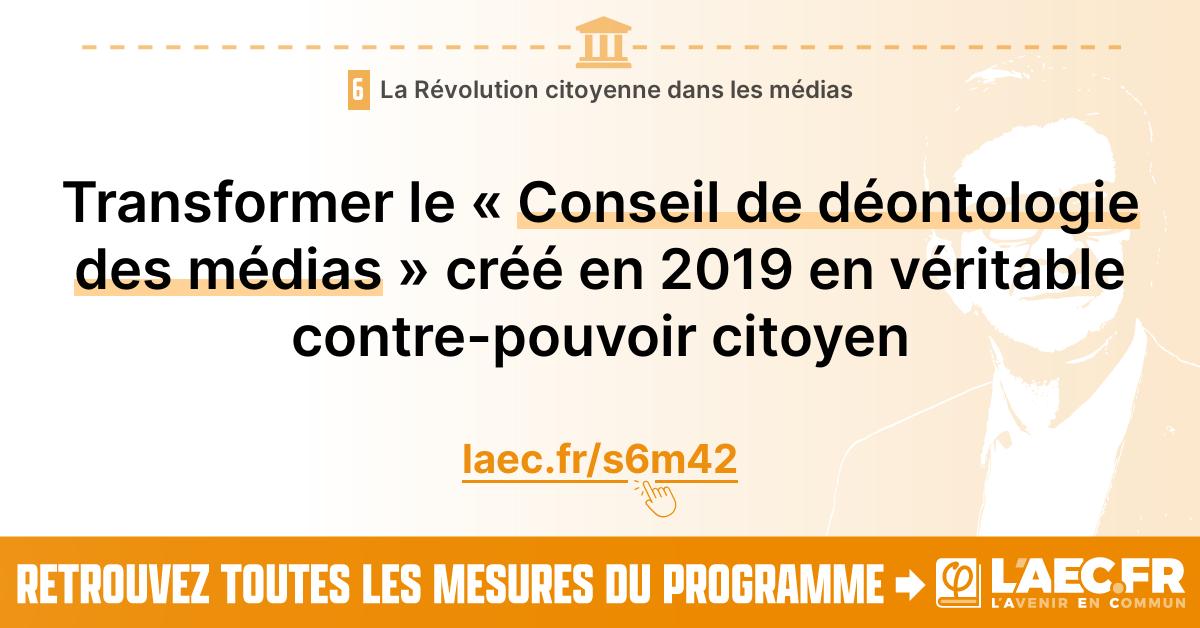 6 La Révolution citoyenne dans les médias
Transformer le « Conseil de déontologie
des médias » créé en 2019 en véritable
contre-pouvoir citoyen
laec.fr/s6m42
RETROUVEZ TOUTES LES MESURES DU PROGRAMME
L'AEC.FR
L'AVENIR EN COMMUN